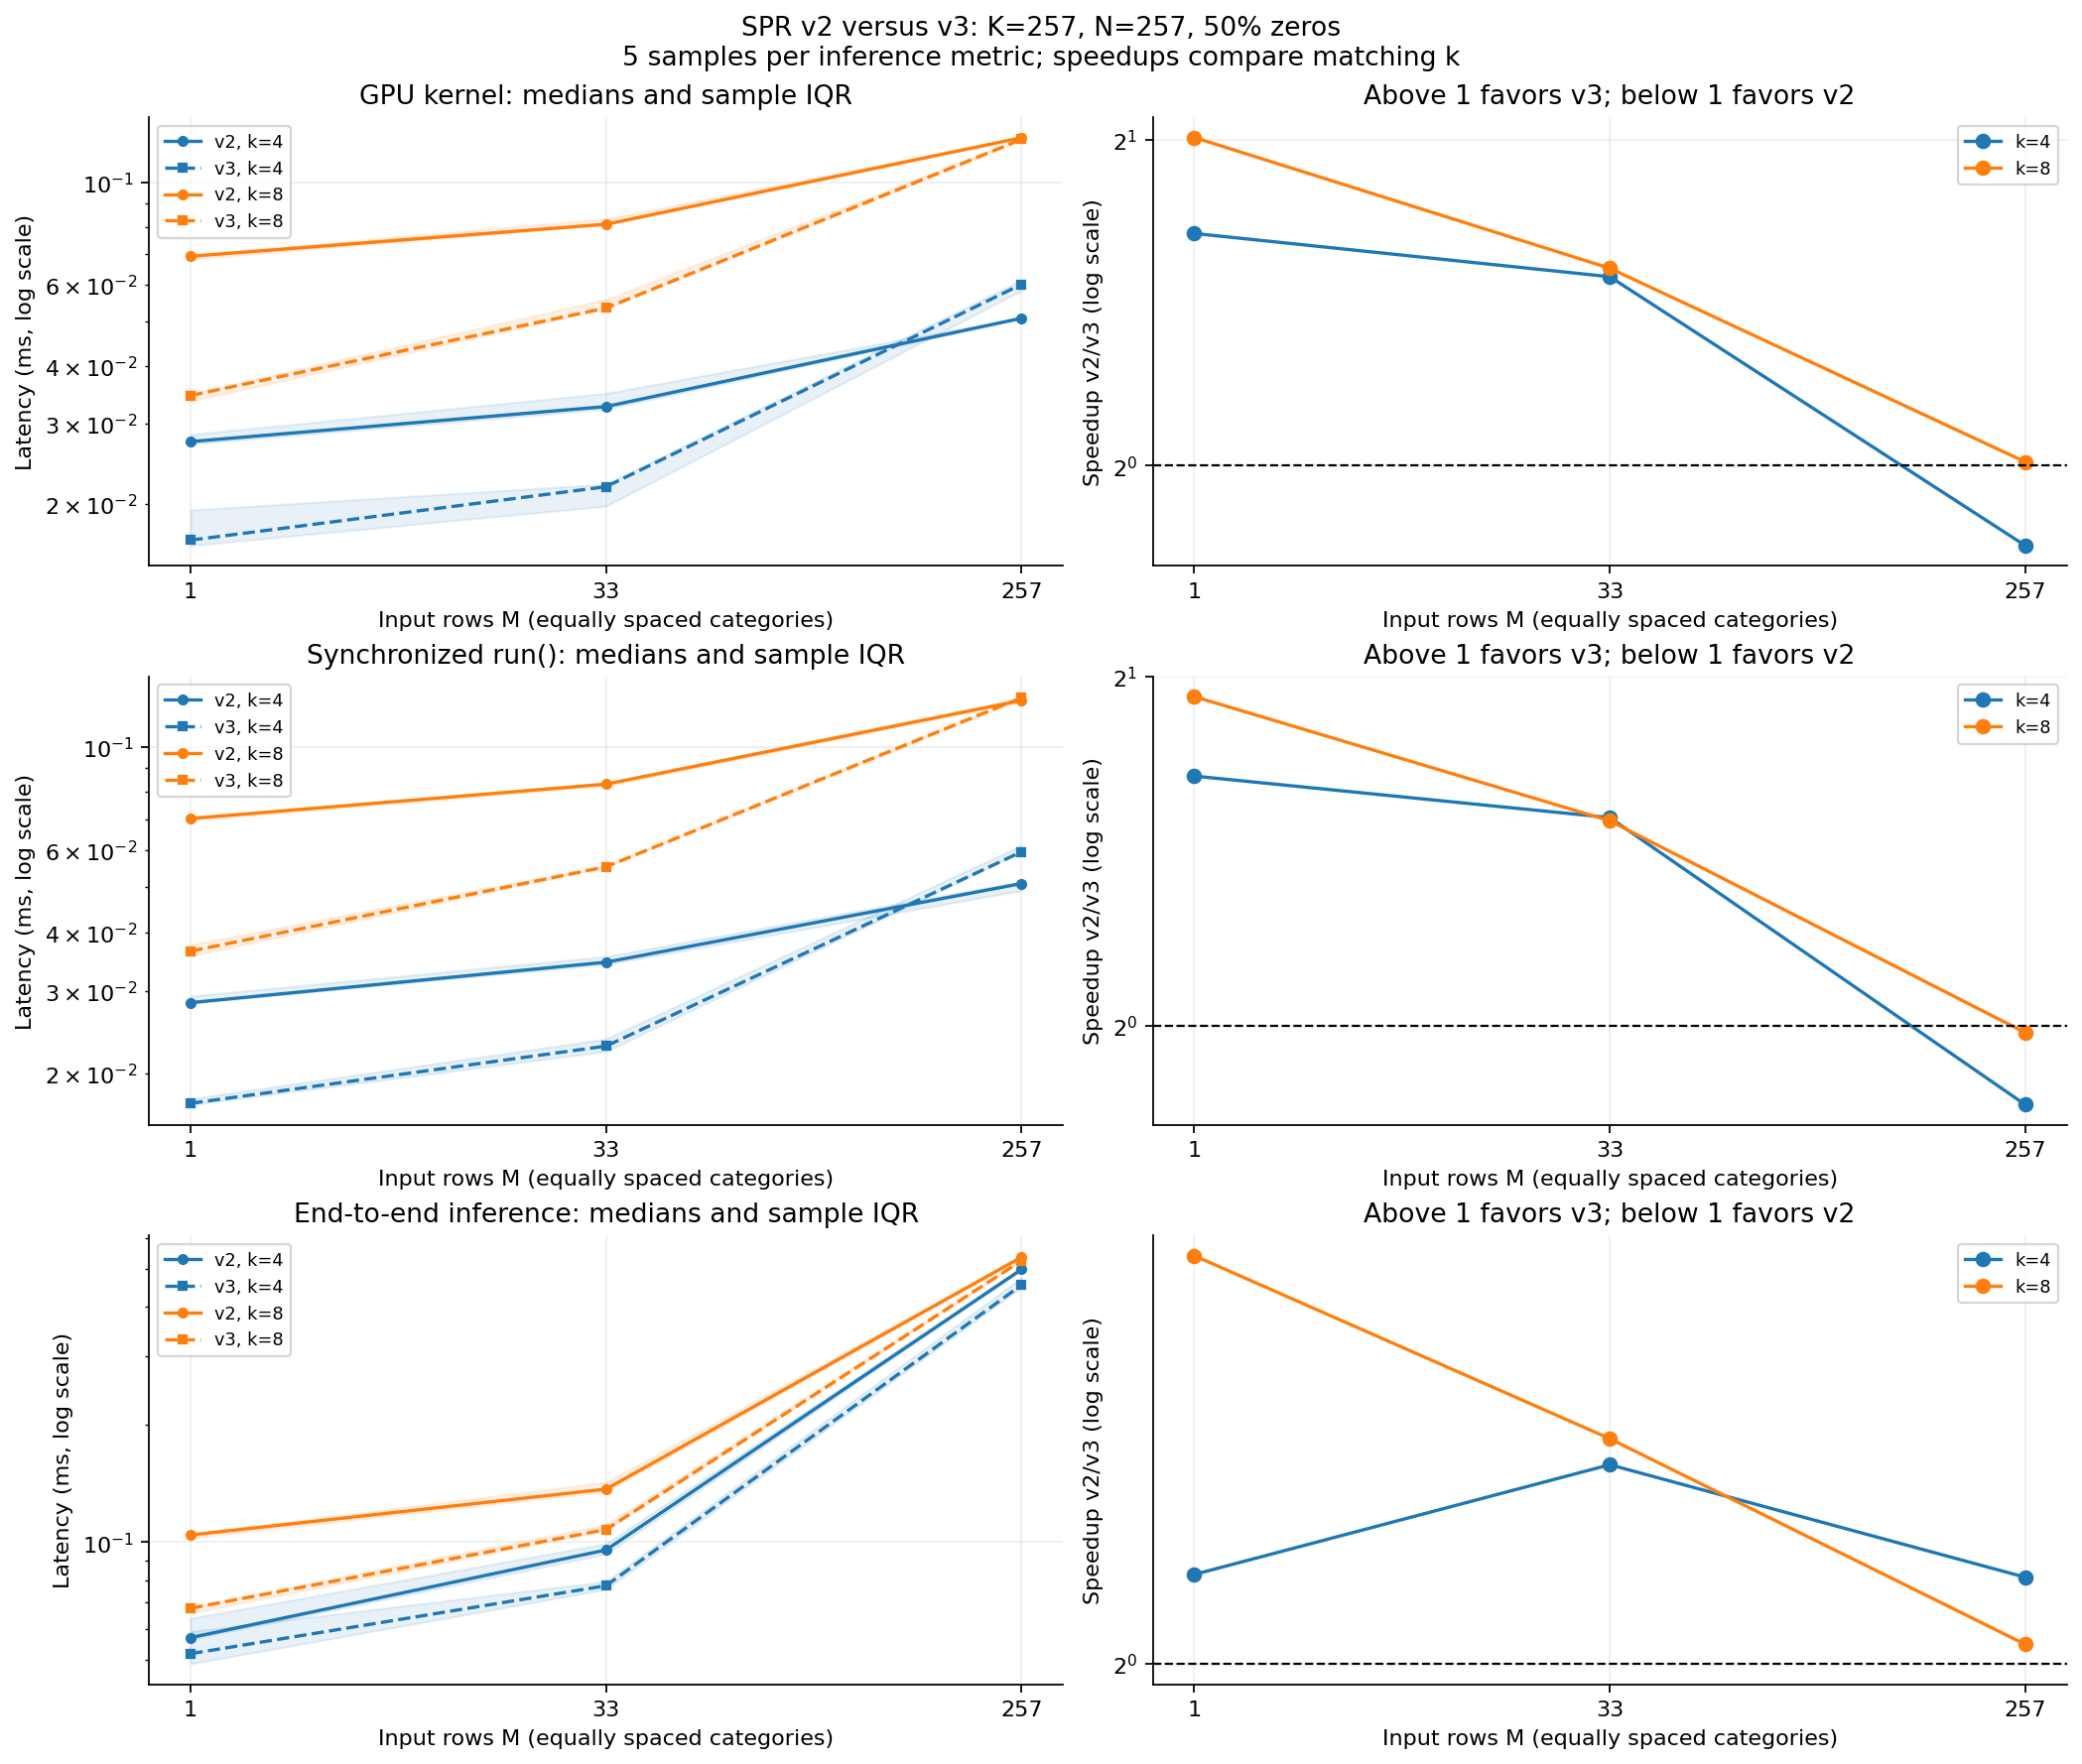 SPR v2 versus v3: K=257, N=257, 50% zeros
5 samples per inference metric; speedups compare matching k
GPU kernel: medians and sample IQR
v2, k=4
v3, k=4
v2, k=8
v3, k=8
Latency (ms, log scale)
10⁻¹
6 × 10⁻²
4 × 10⁻²
3 × 10⁻²
2 × 10⁻²
1
33
257
Input rows M (equally spaced categories)
Above 1 favors v3; below 1 favors v2
k=4
k=8
Speedup v2/v3 (log scale)
2¹
2⁰
1
33
257
Input rows M (equally spaced categories)
Synchronized run(): medians and sample IQR
v2, k=4
v3, k=4
v2, k=8
v3, k=8
Latency (ms, log scale)
10⁻¹
6 × 10⁻²
4 × 10⁻²
3 × 10⁻²
2 × 10⁻²
1
33
257
Input rows M (equally spaced categories)
Above 1 favors v3; below 1 favors v2
k=4
k=8
Speedup v2/v3 (log scale)
2¹
2⁰
1
33
257
Input rows M (equally spaced categories)
End-to-end inference: medians and sample IQR
v2, k=4
v3, k=4
v2, k=8
v3, k=8
Latency (ms, log scale)
10⁻¹
1
33
257
Input rows M (equally spaced categories)
Above 1 favors v3; below 1 favors v2
k=4
k=8
Speedup v2/v3 (log scale)
2⁰
1
33
257
Input rows M (equally spaced categories)